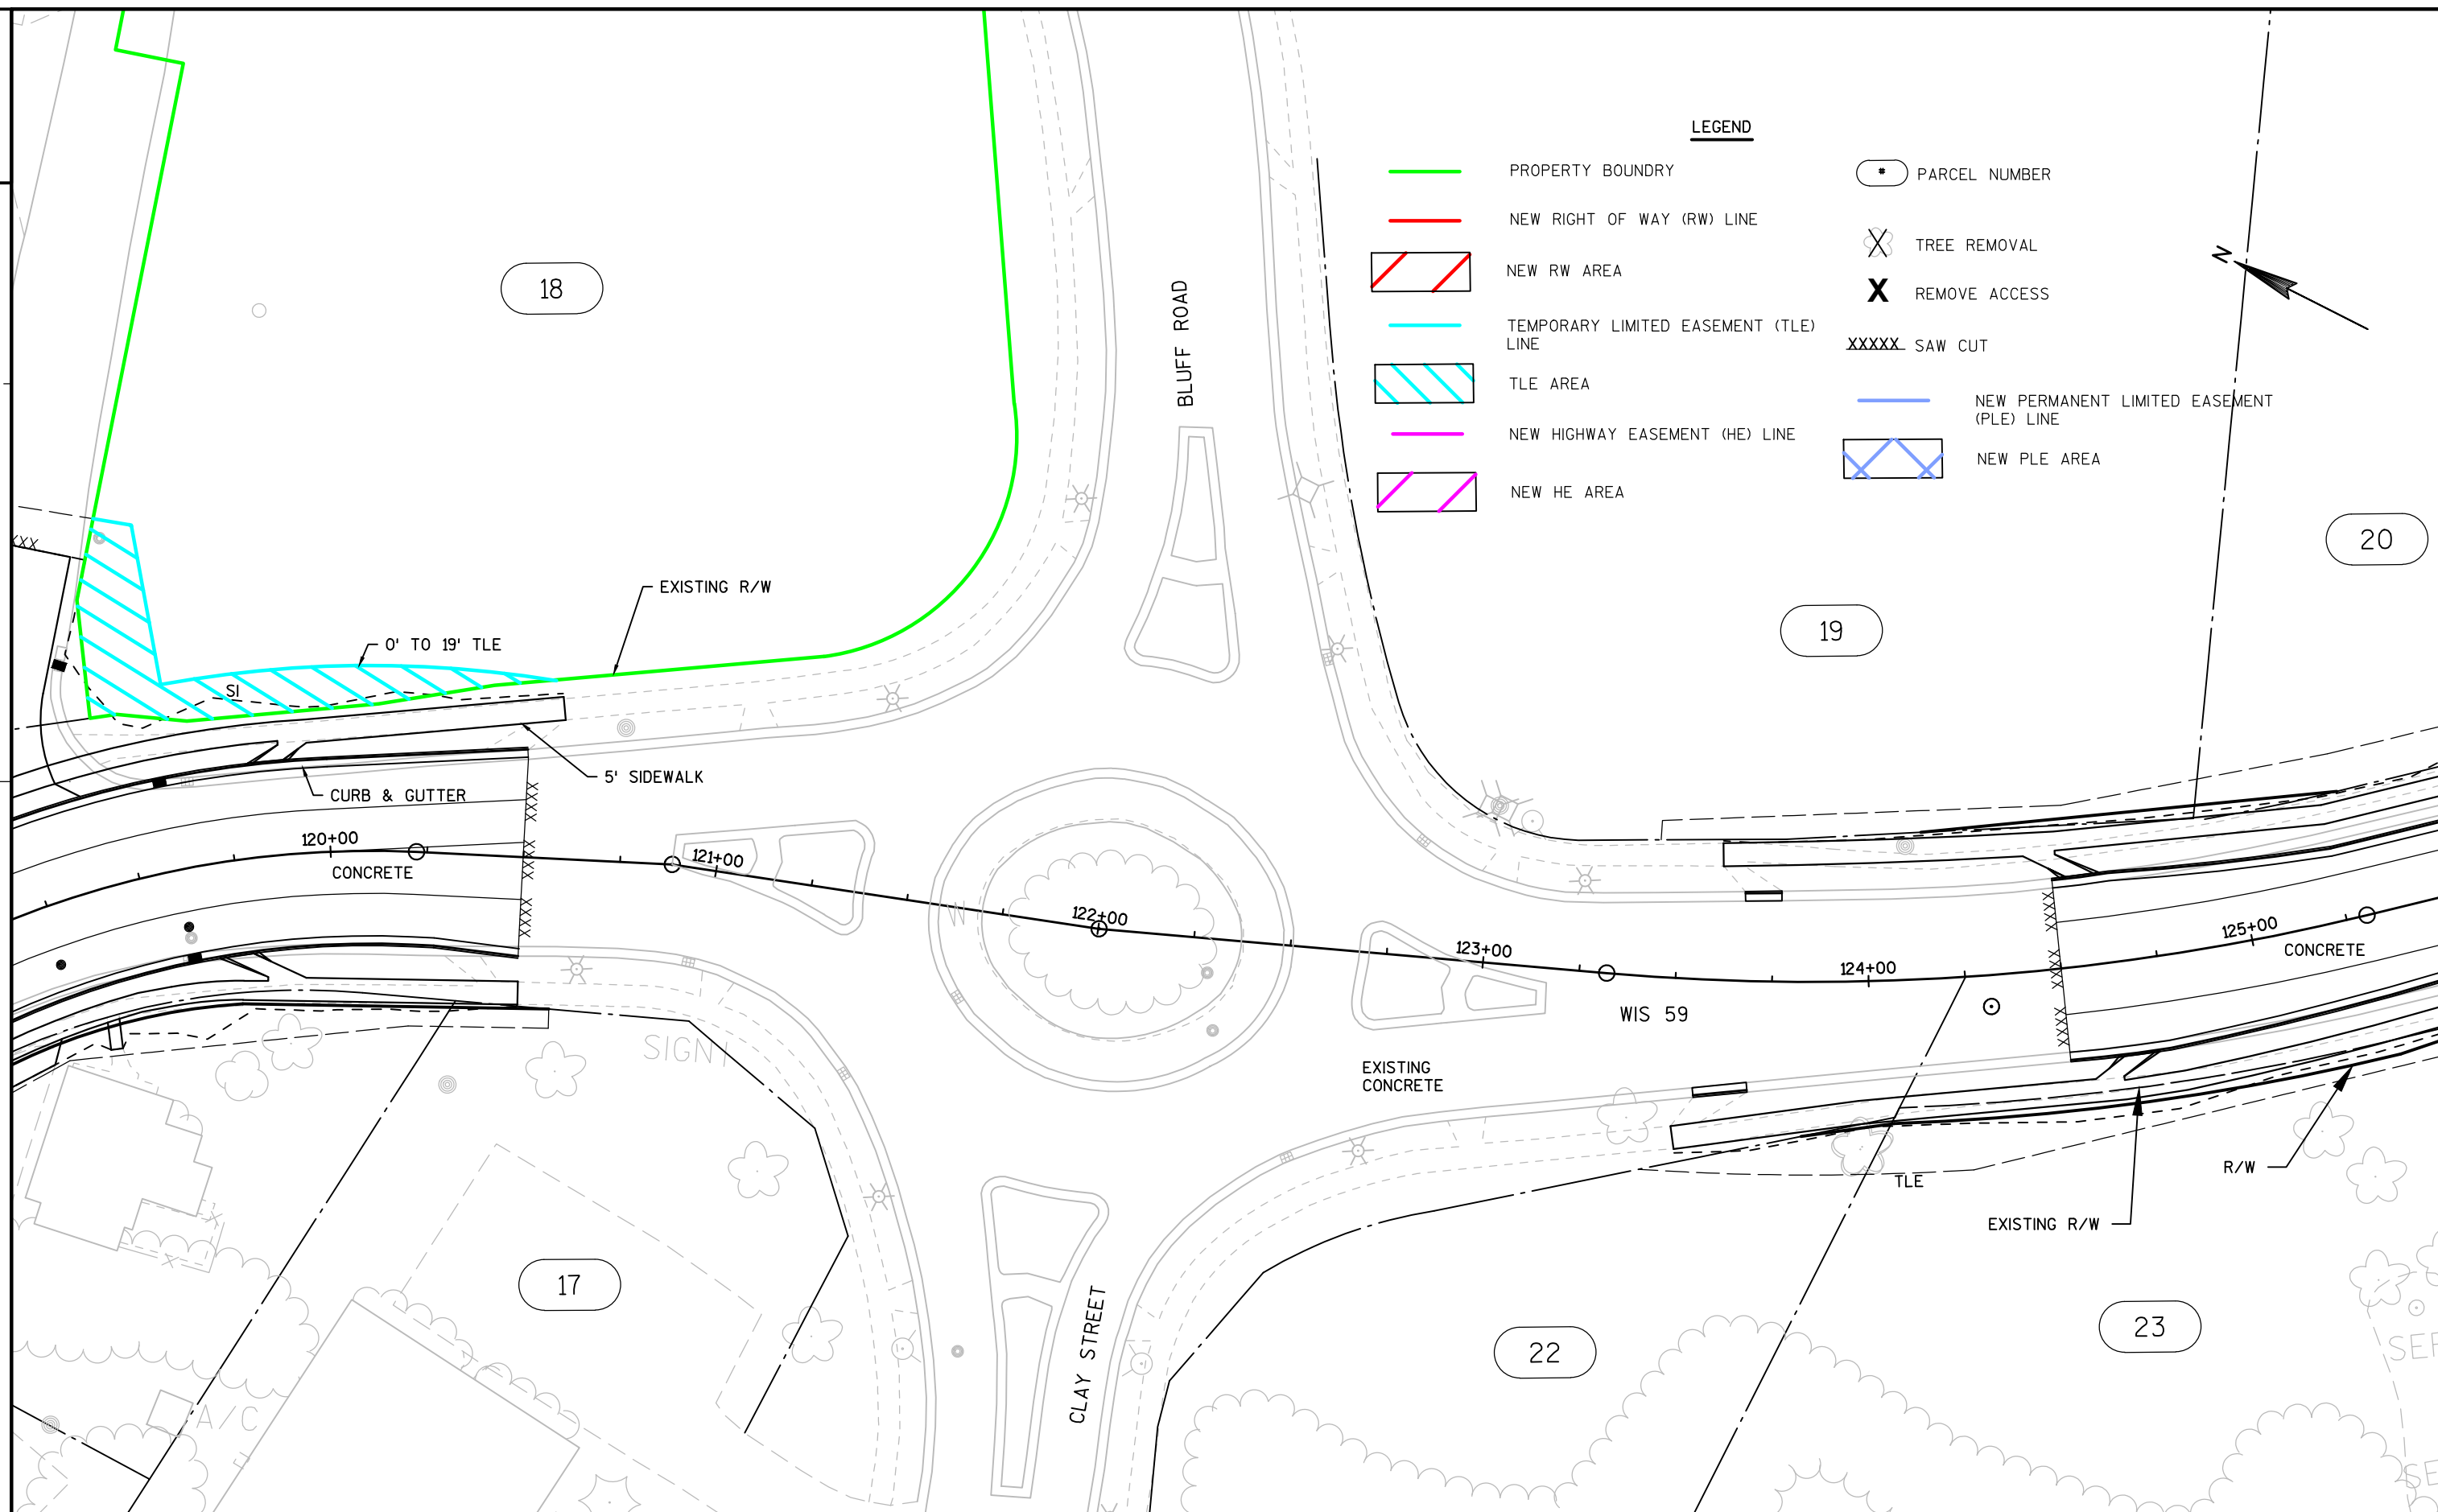 LEGEND
PROPERTY BOUNDRY
NEW RIGHT OF WAY (RW) LINE
NEW RW AREA
TEMPORARY LIMITED EASEMENT (TLE)
LINE
TLE AREA
NEW HIGHWAY EASEMENT (HE) LINE
NEW HE AREA
* PARCEL NUMBER
TREE REMOVAL
X REMOVE ACCESS
XXXXX SAW CUT
NEW PERMANENT LIMITED EASEMENT
(PLE) LINE
NEW PLE AREA
N
18
BLUFF ROAD
20
19
XXX
EXISTING R/W
0' TO 19' TLE
SI
5' SIDEWALK
CURB & GUTTER
120+00
CONCRETE
121+00
122+00
123+00
124+00
125+00
CONCRETE
WIS 59
EXISTING
CONCRETE
SIGN
TLE
R/W
EXISTING R/W
17
CLAY STREET
22
23
A/C